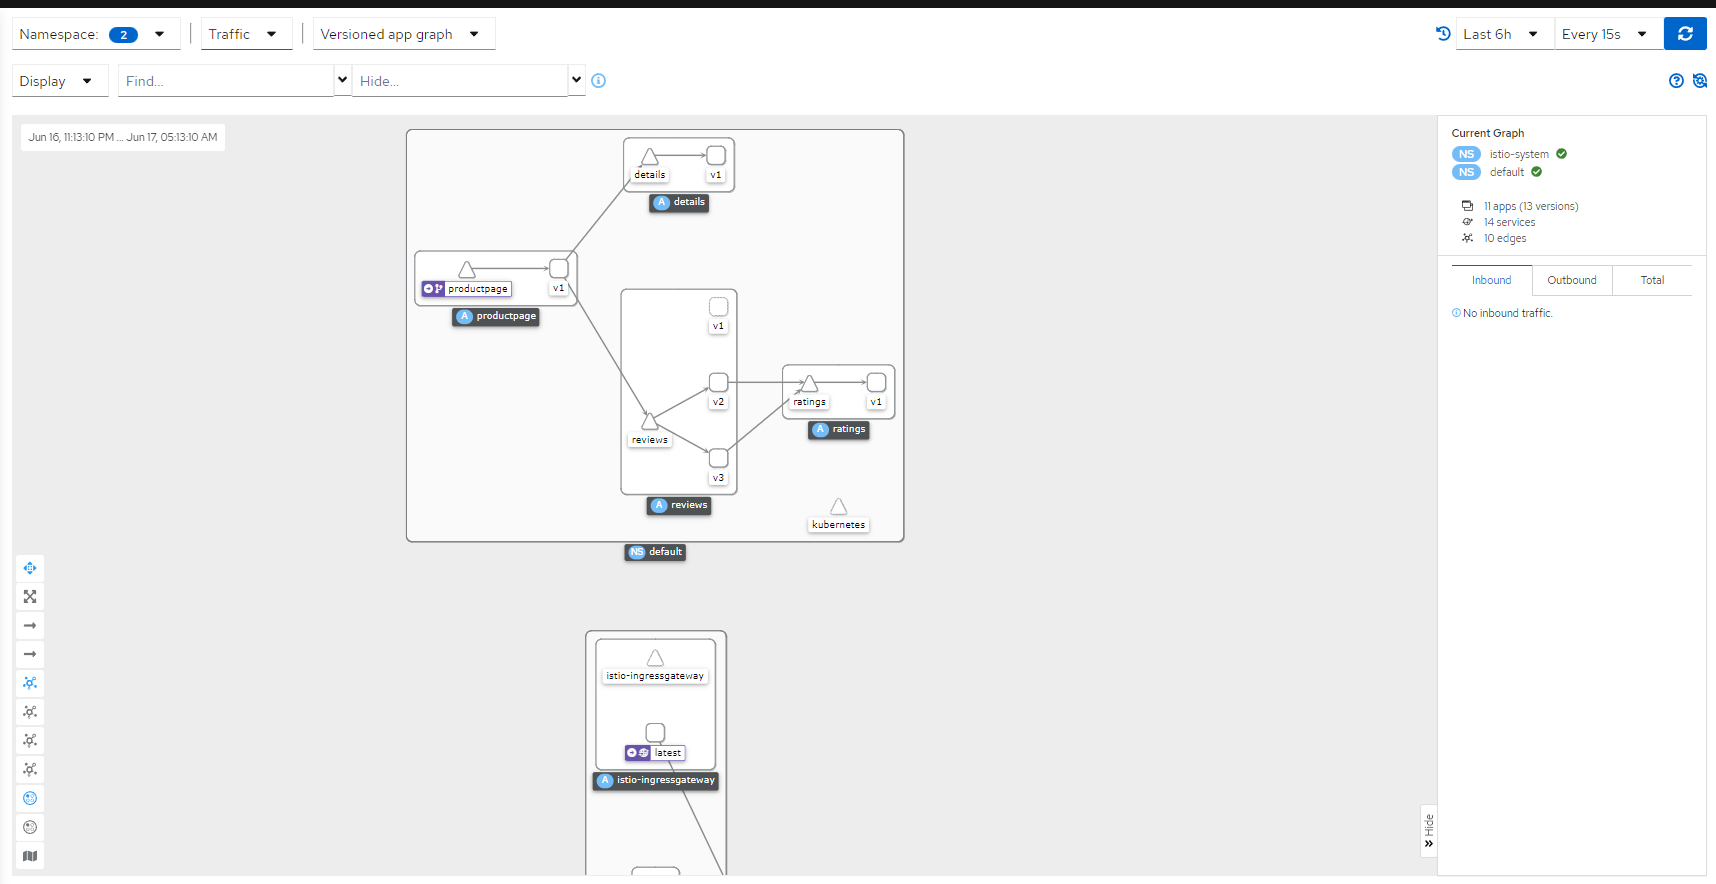 Namespace: 2
Traffic
Versioned app graph
Last 6h
Every 15s
Display
Find...
Hide...
Jun 16, 11:13:10 PM ... Jun 17, 05:13:10 AM
details
v1
A details
productpage
v1
A productpage
v1
v2
reviews
v3
A reviews
ratings
v1
A ratings
kubernetes
NS default
istio-ingressgateway
latest
A istio-ingressgateway
Hide
Current Graph
NS istio-system
NS default
11 apps (13 versions)
14 services
10 edges
Inbound
Outbound
Total
No inbound traffic.